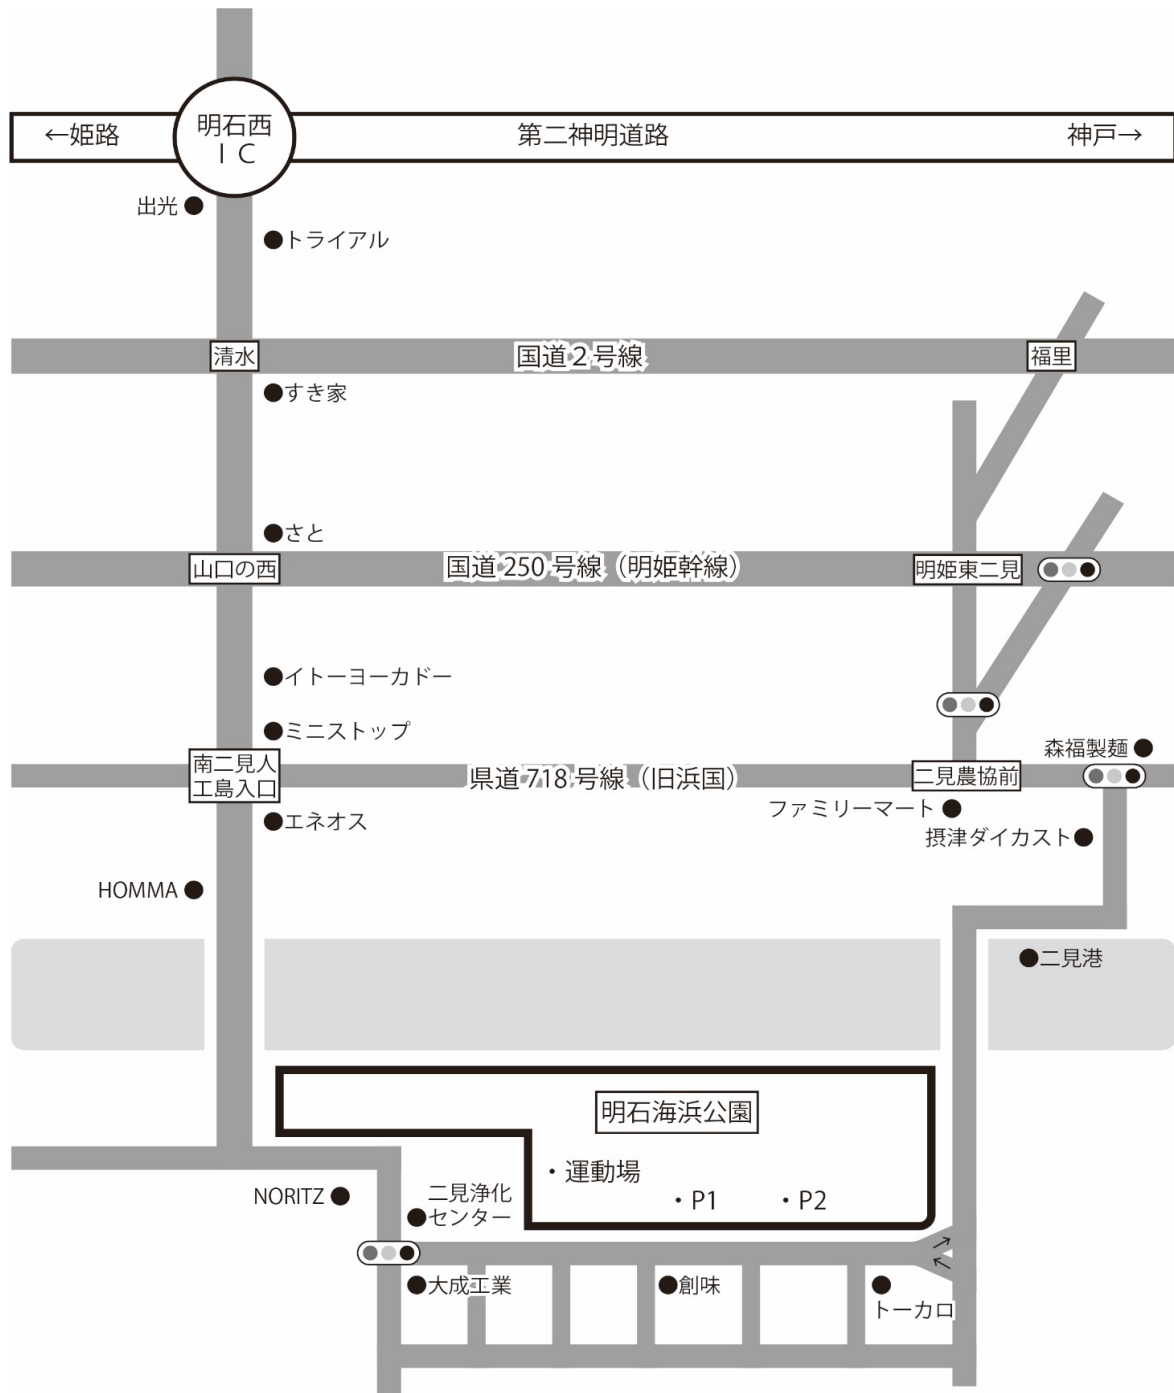 ←姫路
明石西
ＩＣ
第二神明道路
神戸→
出光
トライアル
清水
国道２号線
福里
すき家
さと
山口の西
国道 250 号線（明姫幹線）
明姫東二見
イトーヨーカドー
ミニストップ
南二見人
工島入口
県道 718 号線（旧浜国）
二見農協前
森福製麺
ファミリーマート
エネオス
摂津ダイカスト
HOMMA
二見港
明石海浜公園
・運動場
・P1
・P2
NORITZ
二見浄化
センター
大成工業
創味
トーカロ